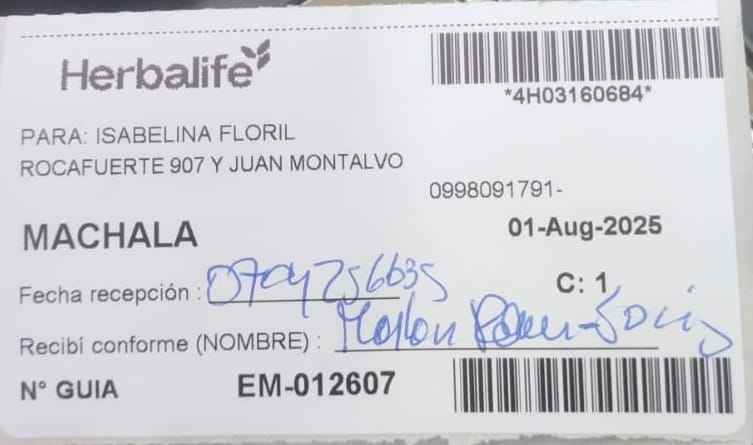 Herbalife
*4H03160684*
PARA: ISABELINA FLORIL
ROCAFUERTE 907 Y JUAN MONTALVO
0998091791-
MACHALA
01-Aug-2025
Fecha recepción : 0704256635
C: 1
Recibí conforme (NOMBRE) : Marlon
N° GUIA EM-012607